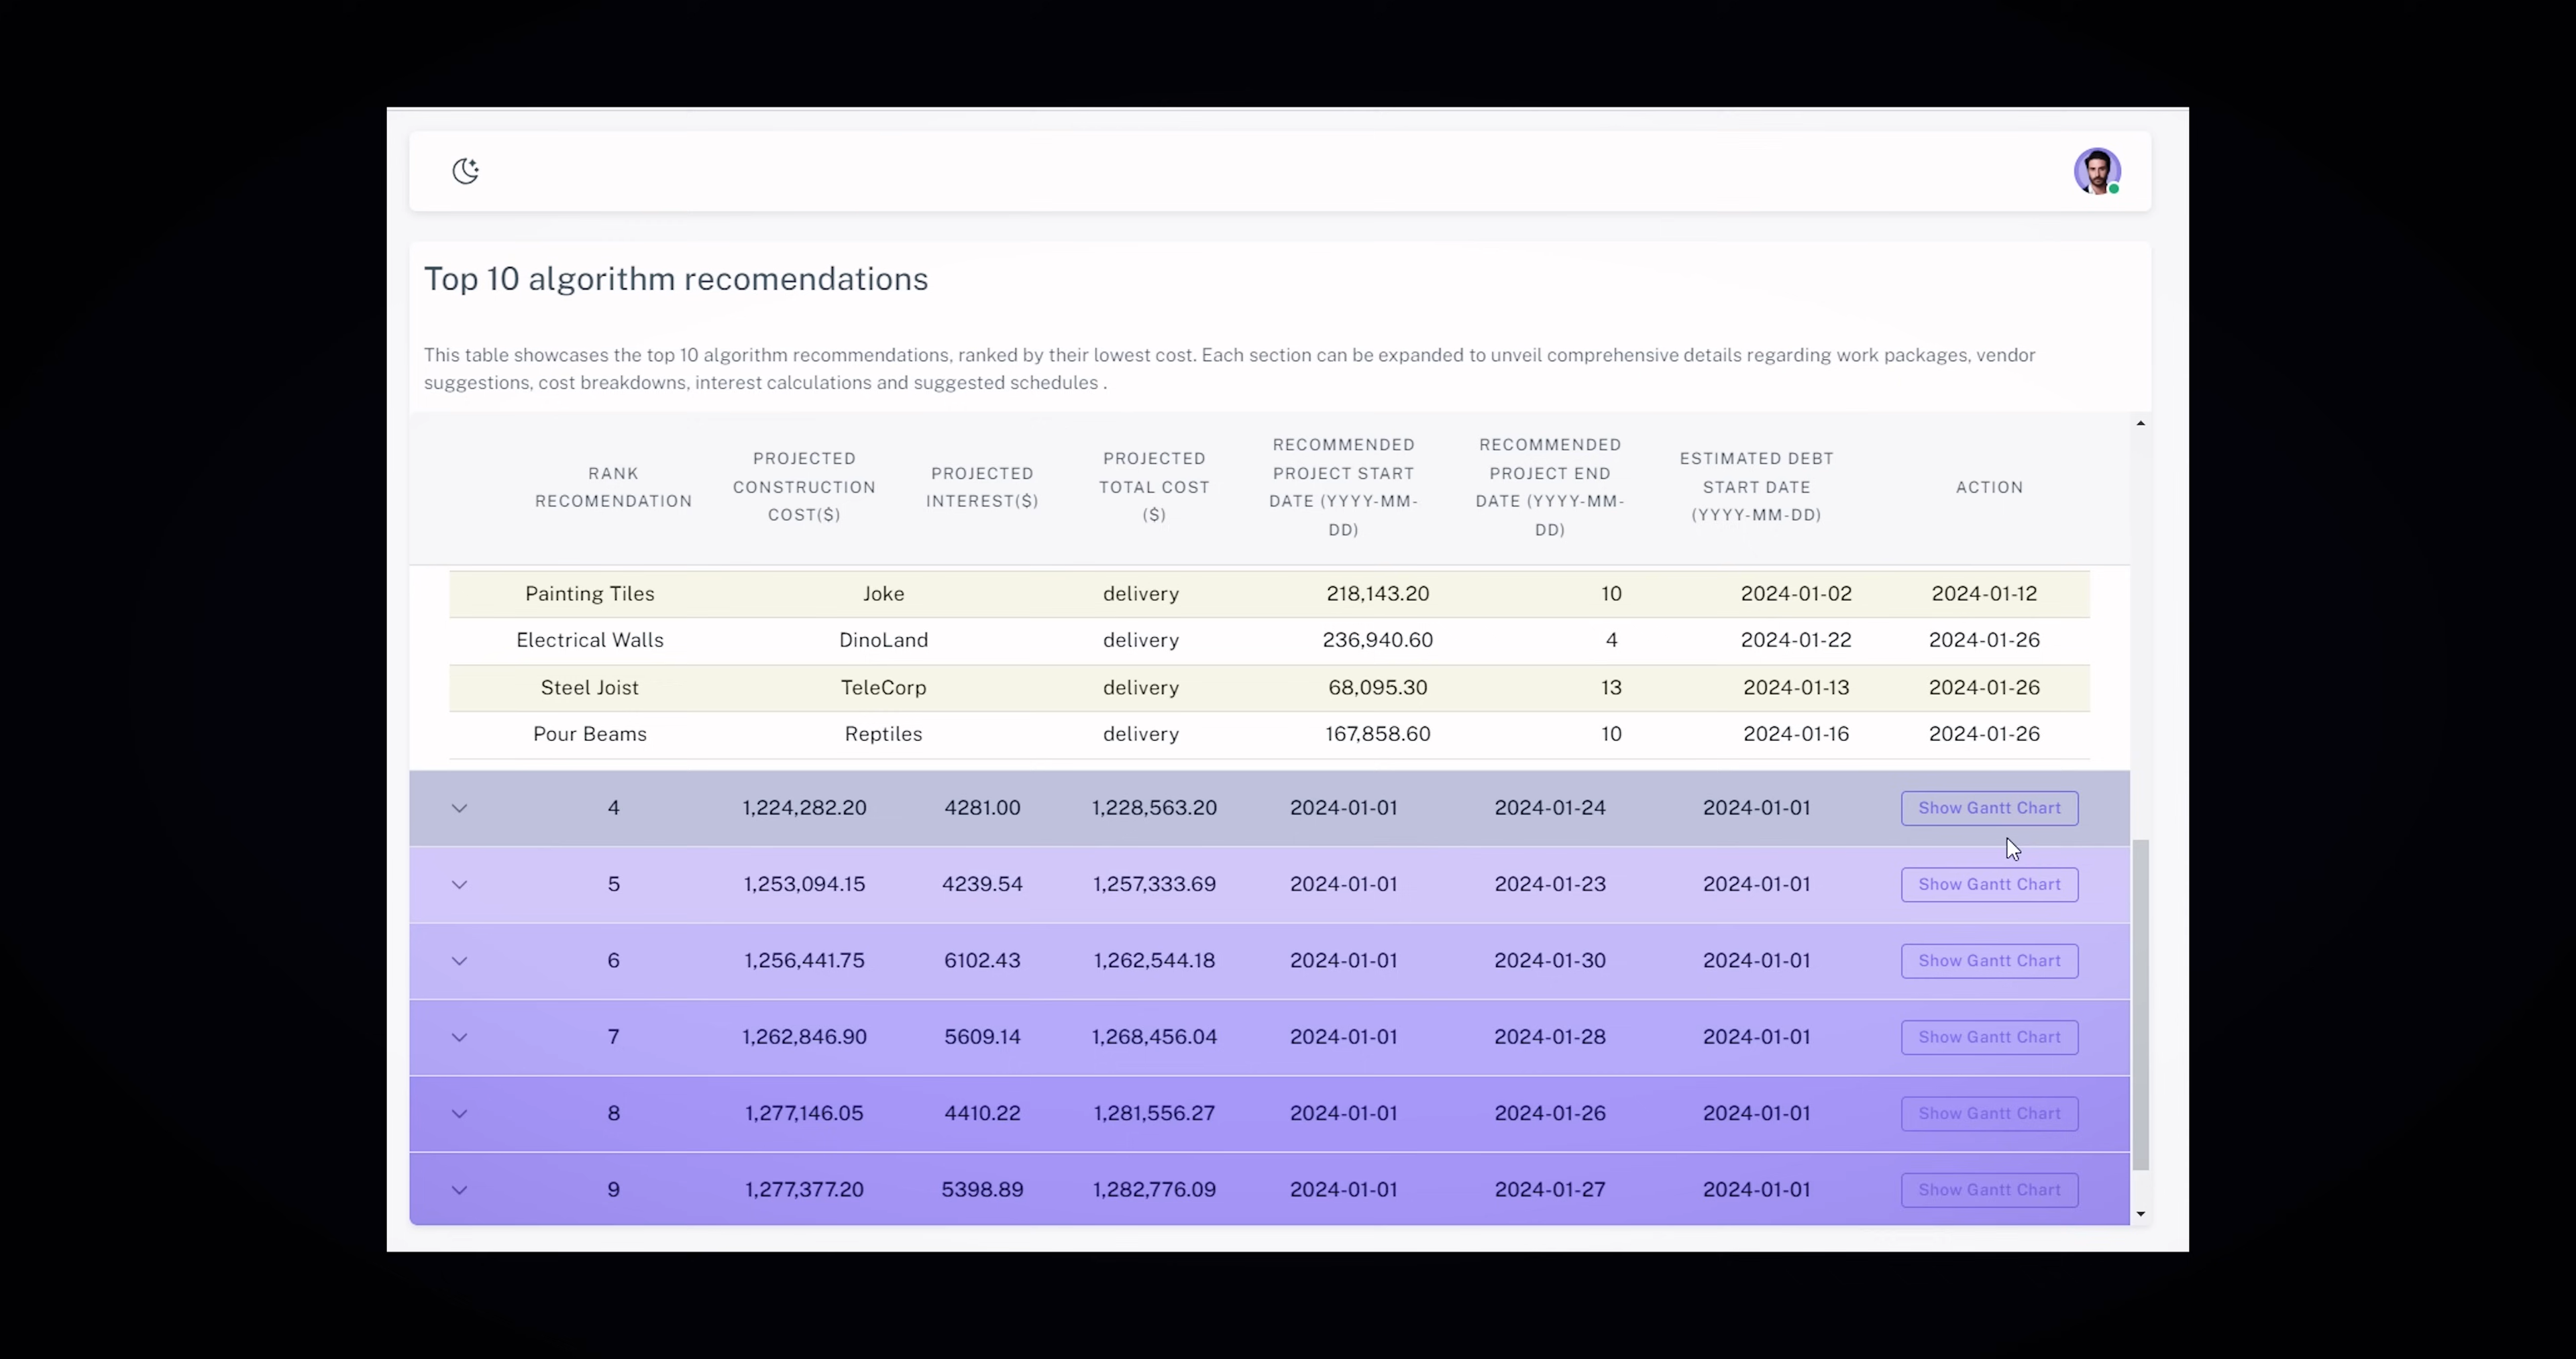 Top 10 algorithm recomendations
This table showcases the top 10 algorithm recommendations, ranked by their lowest cost. Each section can be expanded to unveil comprehensive details regarding work packages, vendor
suggestions, cost breakdowns, interest calculations and suggested schedules .
RANK RECOMENDATION PROJECTED CONSTRUCTION COST($) PROJECTED INTEREST($) PROJECTED TOTAL COST ($) RECOMMENDED PROJECT START DATE (YYYY-MM-DD) RECOMMENDED PROJECT END DATE (YYYY-MM-DD) ESTIMATED DEBT START DATE (YYYY-MM-DD) ACTION
Painting Tiles Joke delivery 218,143.20 10 2024-01-02 2024-01-12
Electrical Walls DinoLand delivery 236,940.60 4 2024-01-22 2024-01-26
Steel Joist TeleCorp delivery 68,095.30 13 2024-01-13 2024-01-26
Pour Beams Reptiles delivery 167,858.60 10 2024-01-16 2024-01-26
4 1,224,282.20 4281.00 1,228,563.20 2024-01-01 2024-01-24 2024-01-01 Show Gantt Chart
5 1,253,094.15 4239.54 1,257,333.69 2024-01-01 2024-01-23 2024-01-01 Show Gantt Chart
6 1,256,441.75 6102.43 1,262,544.18 2024-01-01 2024-01-30 2024-01-01 Show Gantt Chart
7 1,262,846.90 5609.14 1,268,456.04 2024-01-01 2024-01-28 2024-01-01 Show Gantt Chart
8 1,277,146.05 4410.22 1,281,556.27 2024-01-01 2024-01-26 2024-01-01 Show Gantt Chart
9 1,277,377.20 5398.89 1,282,776.09 2024-01-01 2024-01-27 2024-01-01 Show Gantt Chart